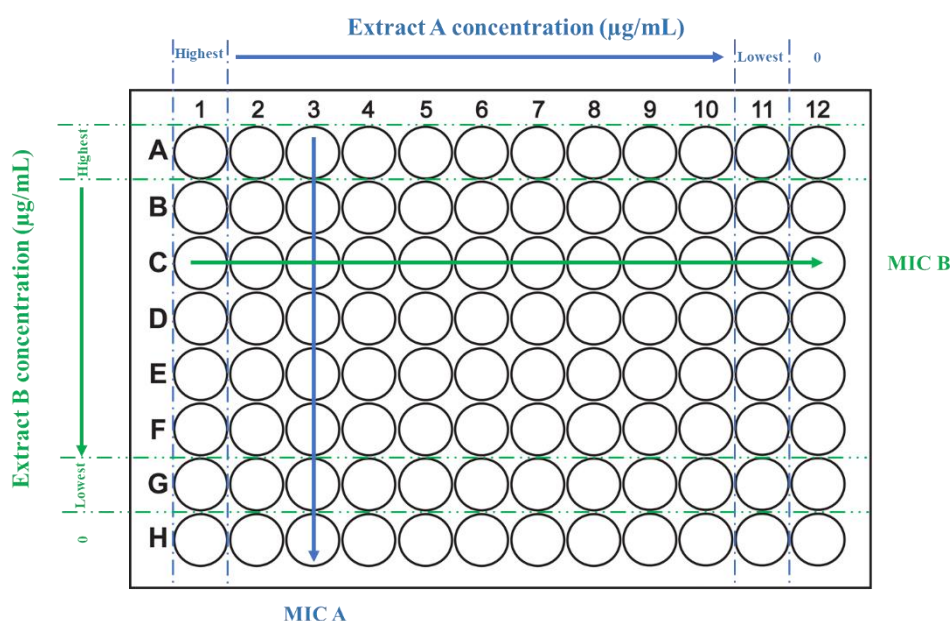 Extract A concentration (µg/mL)
Highest
Lowest
0
1 2 3 4 5 6 7 8 9 10 11 12
Extract B concentration (µg/mL)
Highest
Lowest
0
A
B
C
D
E
F
G
H
MIC B
MIC A